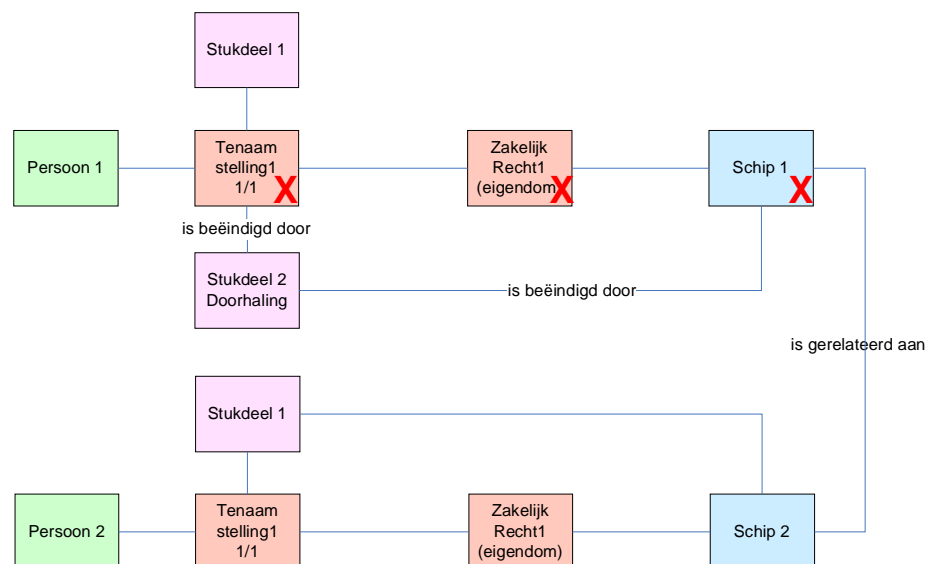 Stukdeel 1
Persoon 1
Tenaam
stelling1
1/1
X
Zakelijk
Recht1
(eigendom)
X
Schip 1
X
is beëindigd door
Stukdeel 2
Doorhaling
is beëindigd door
is gerelateerd aan
Stukdeel 1
Persoon 2
Tenaam
stelling1
1/1
Zakelijk
Recht1
(eigendom)
Schip 2